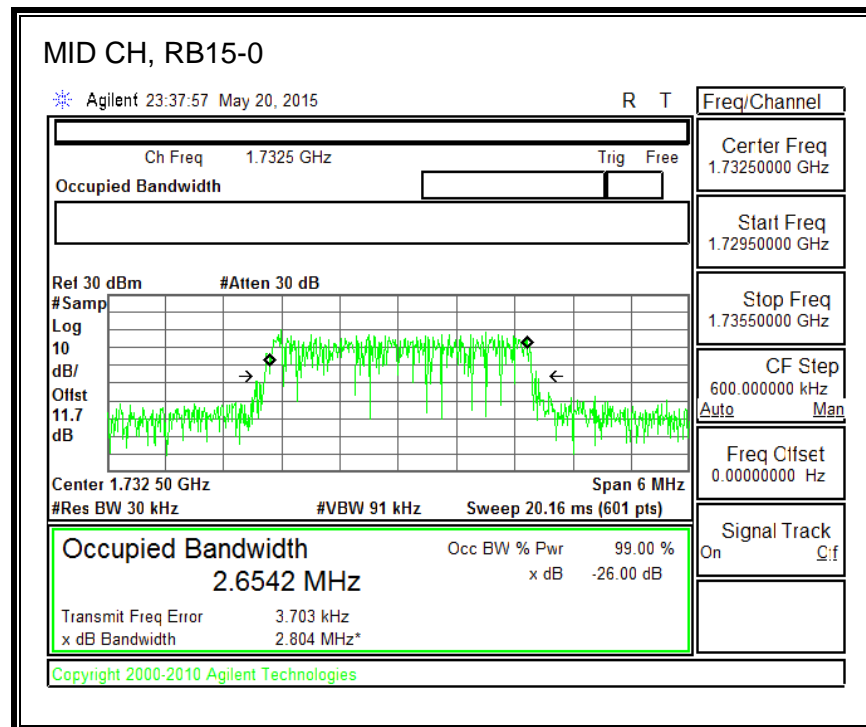 MID CH, RB15-0
Agilent 23:37:57 May 20, 2015 R T
Freq/Channel
Ch Freq 1.7325 GHz Trig Free
Occupied Bandwidth
Center Freq
1.73250000 GHz
Start Freq
1.72950000 GHz
Stop Freq
1.73550000 GHz
CF Step
600.000000 kHz
Auto Man
Freq Offset
0.00000000 Hz
Signal Track
On Off
Ref 30 dBm #Atten 30 dB
#Samp
Log
10
dB/
Offst
11.7
dB
Center 1.732 50 GHz Span 6 MHz
#Res BW 30 kHz #VBW 91 kHz Sweep 20.16 ms (601 pts)
Occupied Bandwidth
2.6542 MHz
Occ BW % Pwr 99.00 %
x dB -26.00 dB
Transmit Freq Error 3.703 kHz
x dB Bandwidth 2.804 MHz*
Copyright 2000-2010 Agilent Technologies